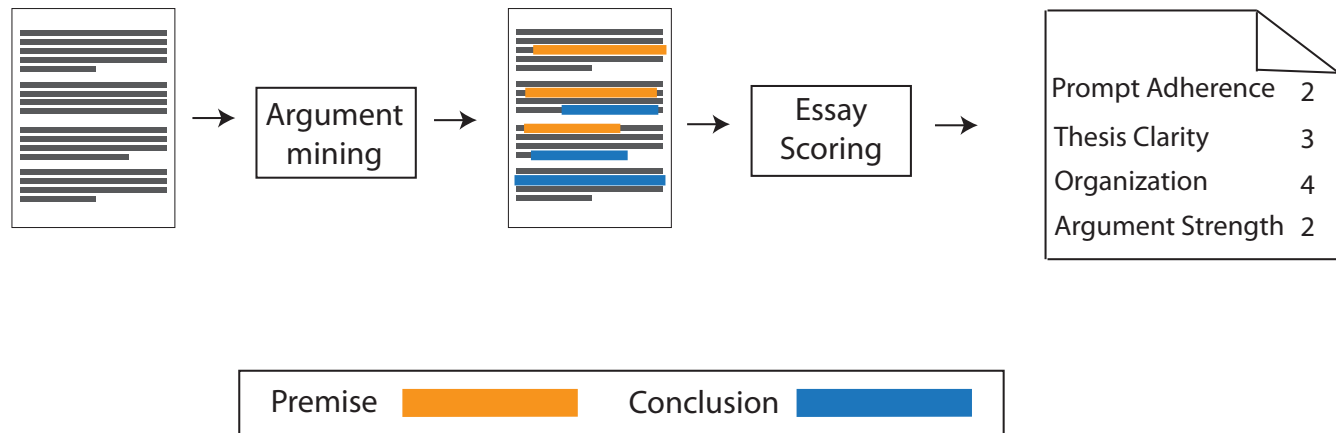 Argument
mining
Essay
Scoring
Prompt Adherence 2
Thesis Clarity 3
Organization 4
Argument Strength 2
Premise
Conclusion